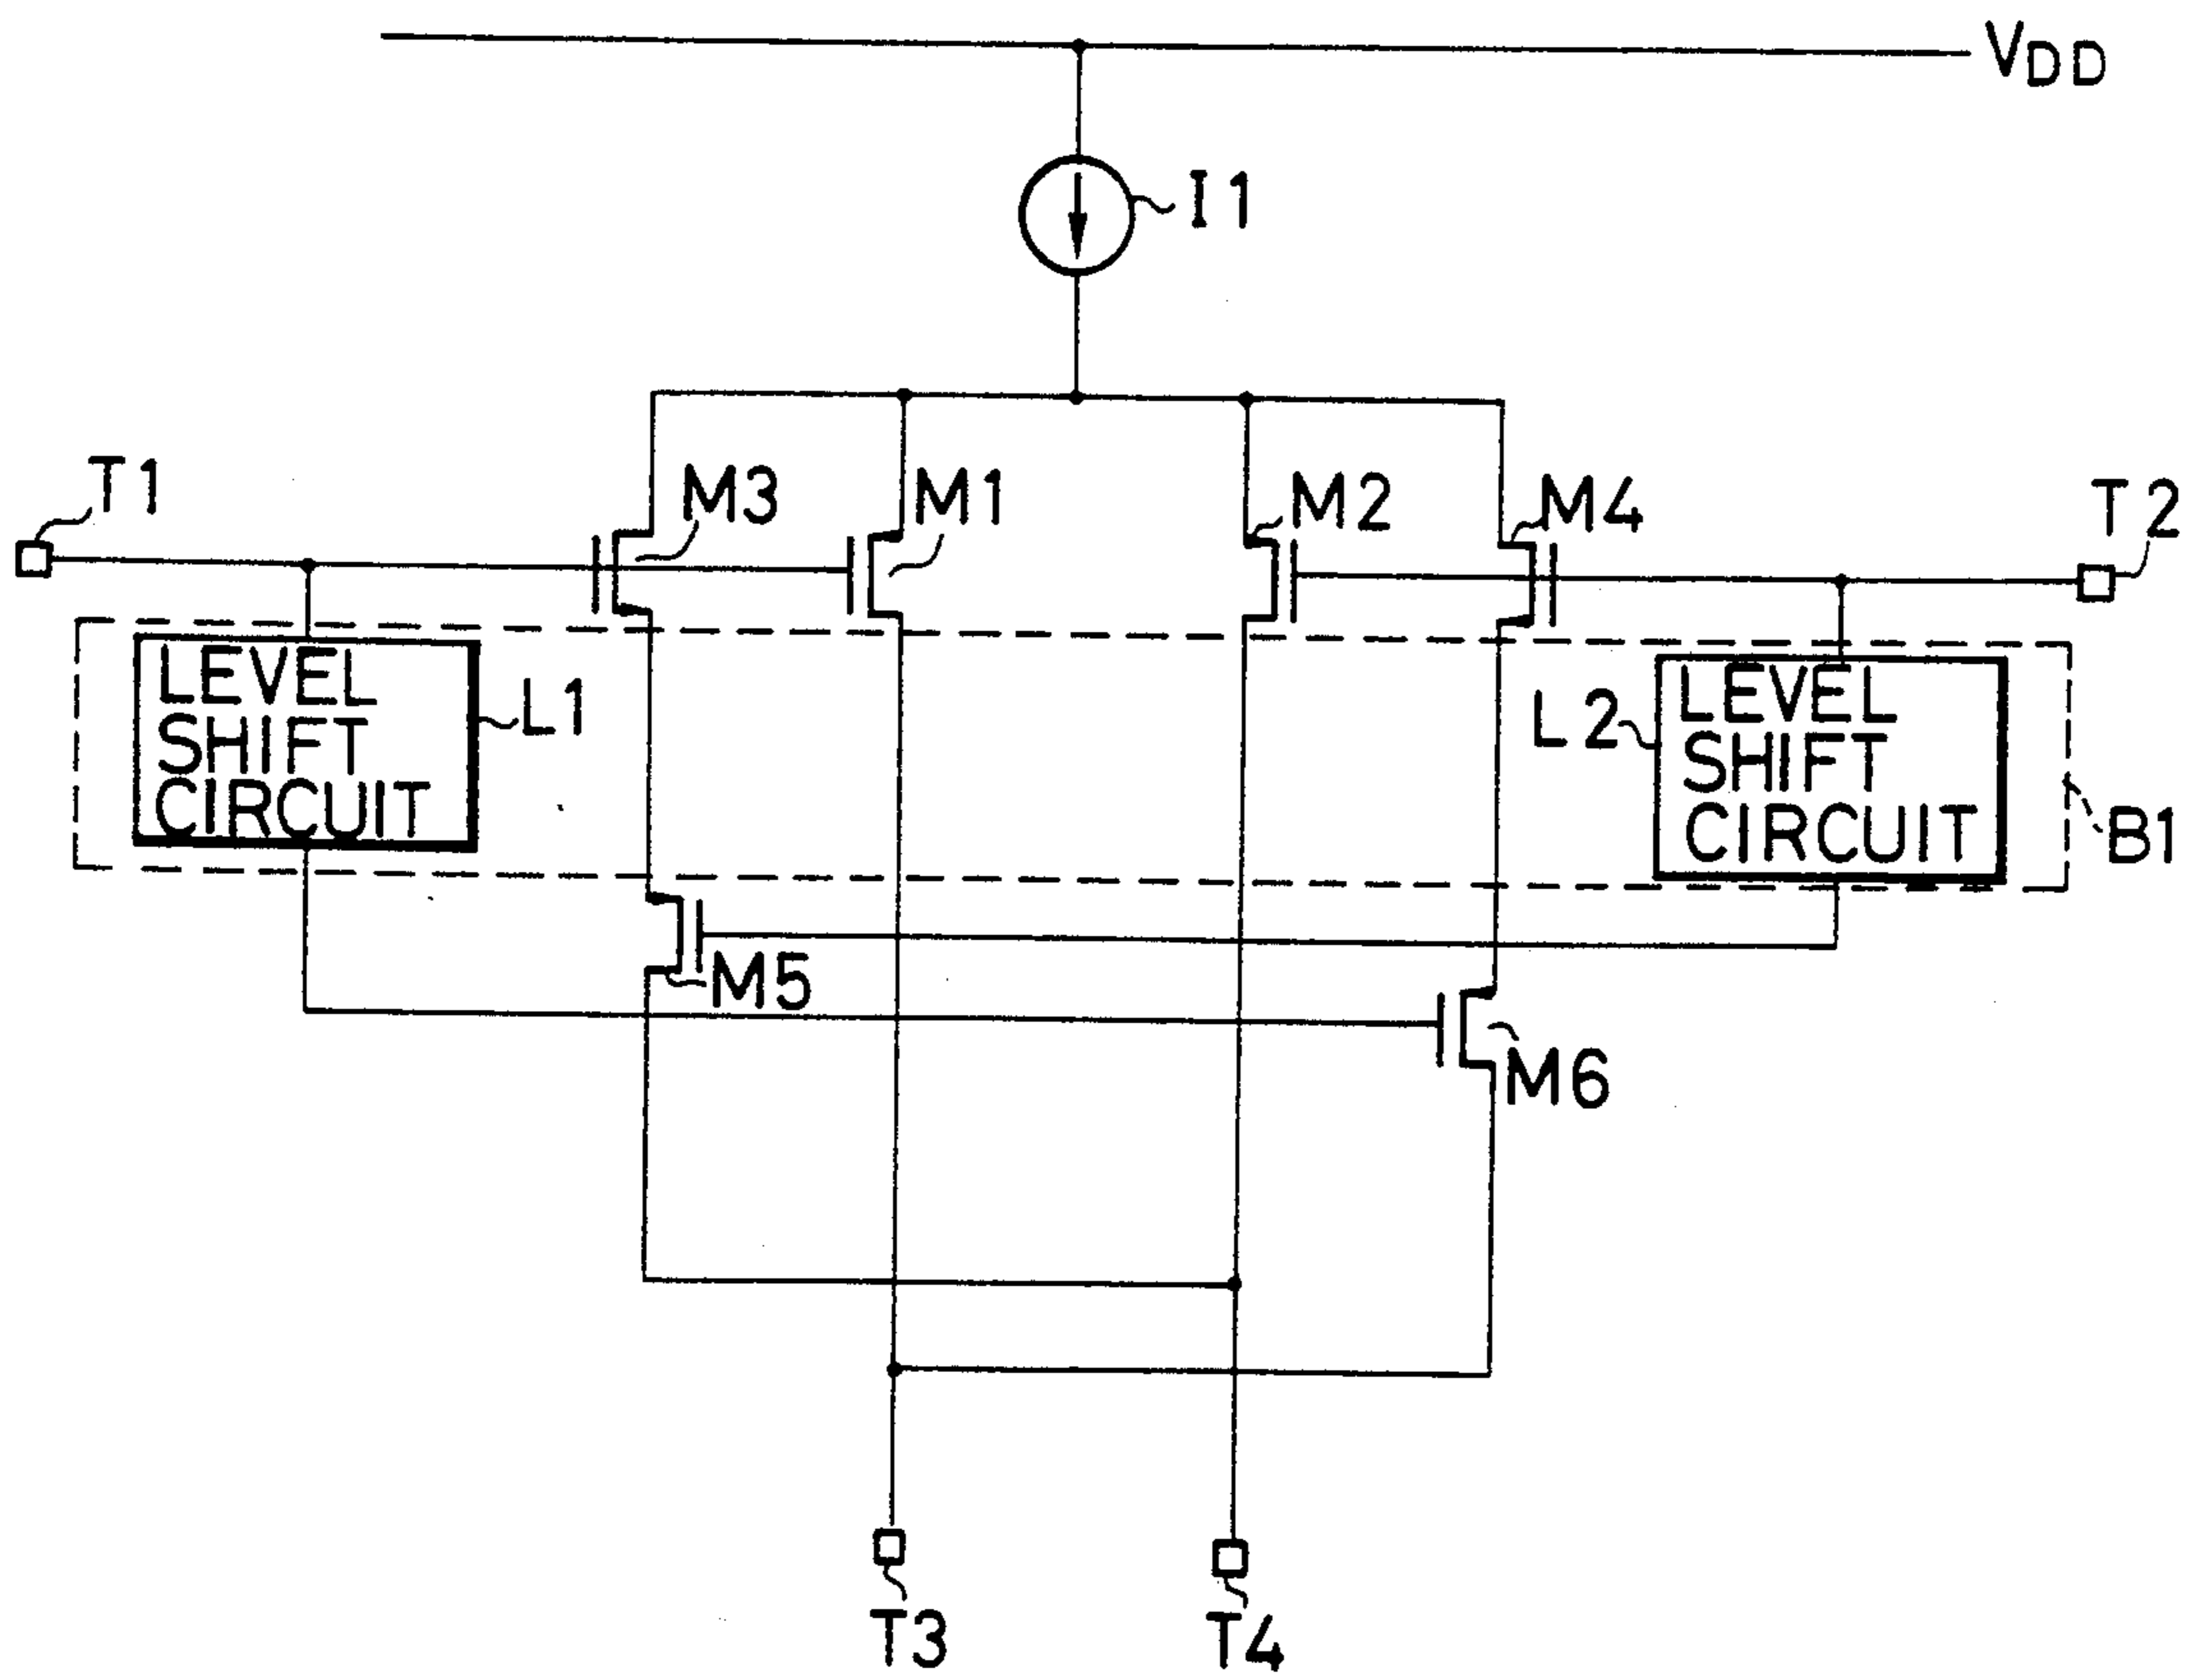 VDD
I1
T1
M3
M1
M2
M4
T2
LEVEL
SHIFT
CIRCUIT
L1
L2
LEVEL
SHIFT
CIRCUIT
B1
M5
M6
T3
T4